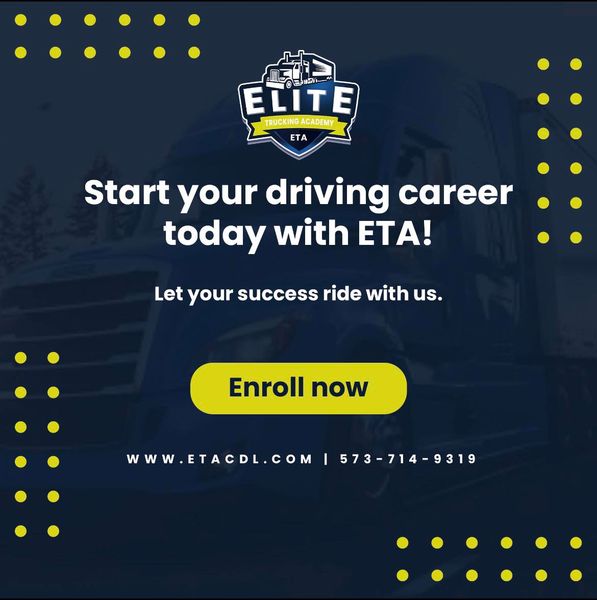 ELITE
TRUCKING ACADEMY
ETA
Start your driving career
today with ETA!
Let your success ride with us.
Enroll now
WWW.ETACDL.COM | 573-714-9319